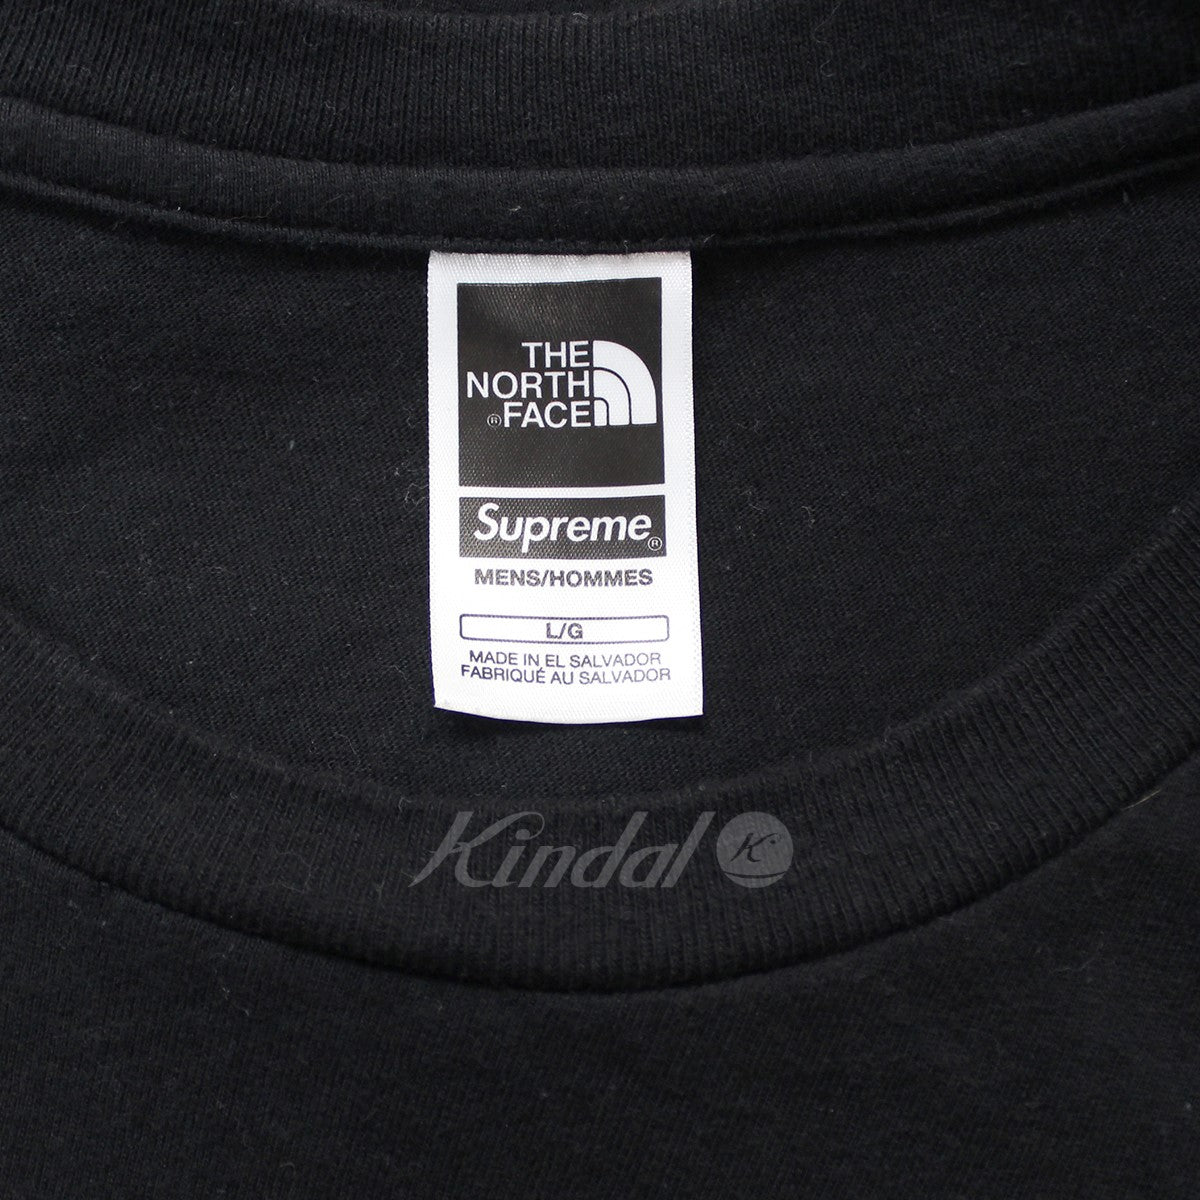 THE
NORTH
® FACE
Supreme®
MENS/HOMMES
L/G
MADE IN EL SALVADOR
FABRIQUÉ AU SALVADOR
Kindal K